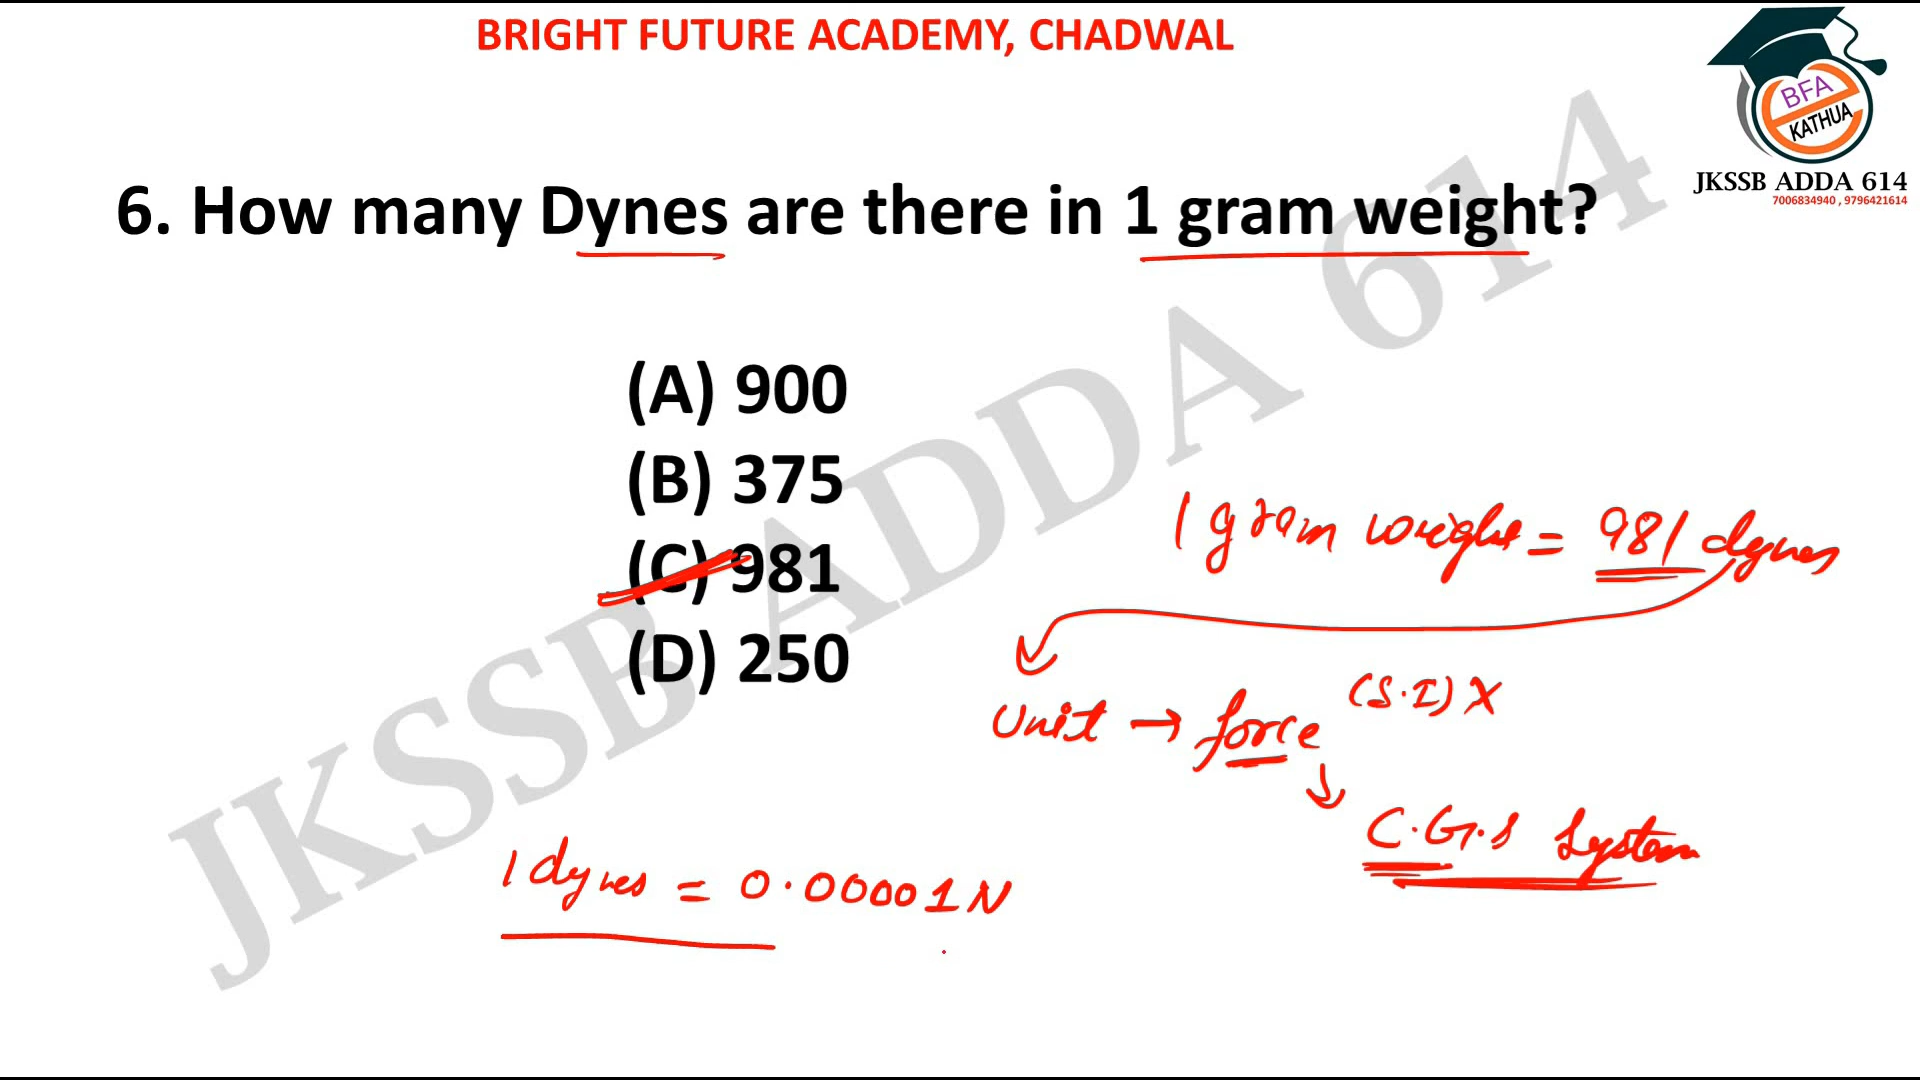 BRIGHT FUTURE ACADEMY, CHADWAL
BFA
KATHUA
JKSSB ADDA 614
7006834940 , 9796421614
6. How many Dynes are there in 1 gram weight?
(A) 900
(B) 375
(C) 981
(D) 250
1 gram weight = 981 dynes
Unit → force (S.I) X
C.G.S System
1 dynes = 0.00001 N
JKSSB ADDA 614